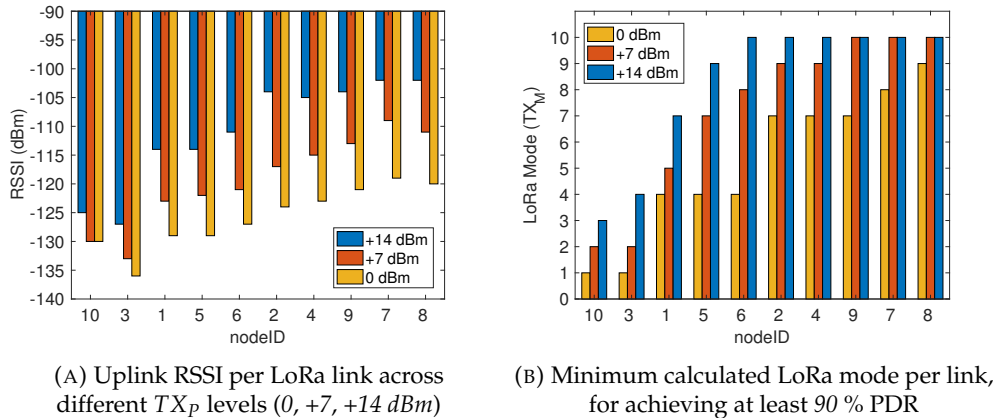 -90
-95
-100
-105
-110
-115
-120
-125
-130
-135
-140
RSSI (dBm)
+14 dBm
+7 dBm
0 dBm
10 3 1 5 6 2 4 9 7 8
nodeID
(A) Uplink RSSI per LoRa link across
different TX_P levels (0, +7, +14 dBm)
10
9
8
7
6
5
4
3
2
1
0
LoRa Mode (TX_M)
0 dBm
+7 dBm
+14 dBm
10 3 1 5 6 2 4 9 7 8
nodeID
(B) Minimum calculated LoRa mode per link,
for achieving at least 90 % PDR